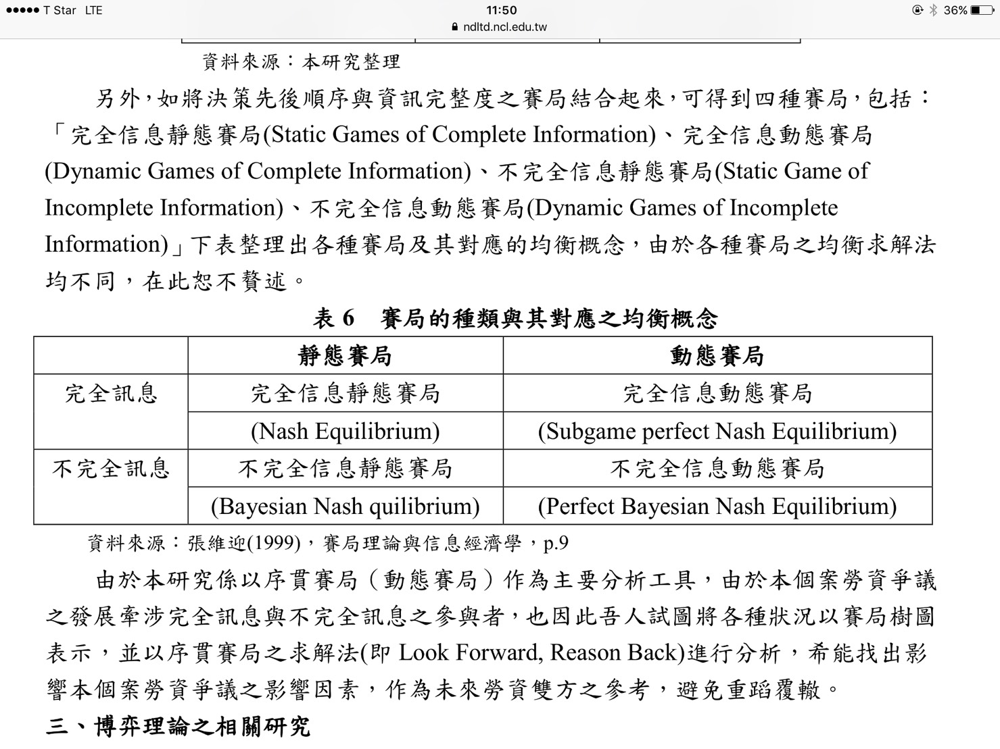 ●●●●● T Star LTE 11:50 36%
ndltd.ncl.edu.tw
資料來源：本研究整理
另外，如將決策先後順序與資訊完整度之賽局結合起來，可得到四種賽局，包括：
「完全信息靜態賽局(Static Games of Complete Information)、完全信息動態賽局
(Dynamic Games of Complete Information)、不完全信息靜態賽局(Static Game of
Incomplete Information)、不完全信息動態賽局(Dynamic Games of Incomplete
Information)」下表整理出各種賽局及其對應的均衡概念，由於各種賽局之均衡求解法
均不同，在此恕不贅述。
表 6 賽局的種類與其對應之均衡概念
靜態賽局 動態賽局
完全訊息 完全信息靜態賽局 完全信息動態賽局
(Nash Equilibrium) (Subgame perfect Nash Equilibrium)
不完全訊息 不完全信息靜態賽局 不完全信息動態賽局
(Bayesian Nash quilibrium) (Perfect Bayesian Nash Equilibrium)
資料來源：張維迎(1999)，賽局理論與信息經濟學，p.9
由於本研究係以序貫賽局（動態賽局）作為主要分析工具，由於本個案勞資爭議
之發展牽涉完全訊息與不完全訊息之參與者，也因此吾人試圖將各種狀況以賽局樹圖
表示，並以序貫賽局之求解法(即 Look Forward, Reason Back)進行分析，希能找出影
響本個案勞資爭議之影響因素，作為未來勞資雙方之參考，避免重蹈覆轍。
三、博弈理論之相關研究